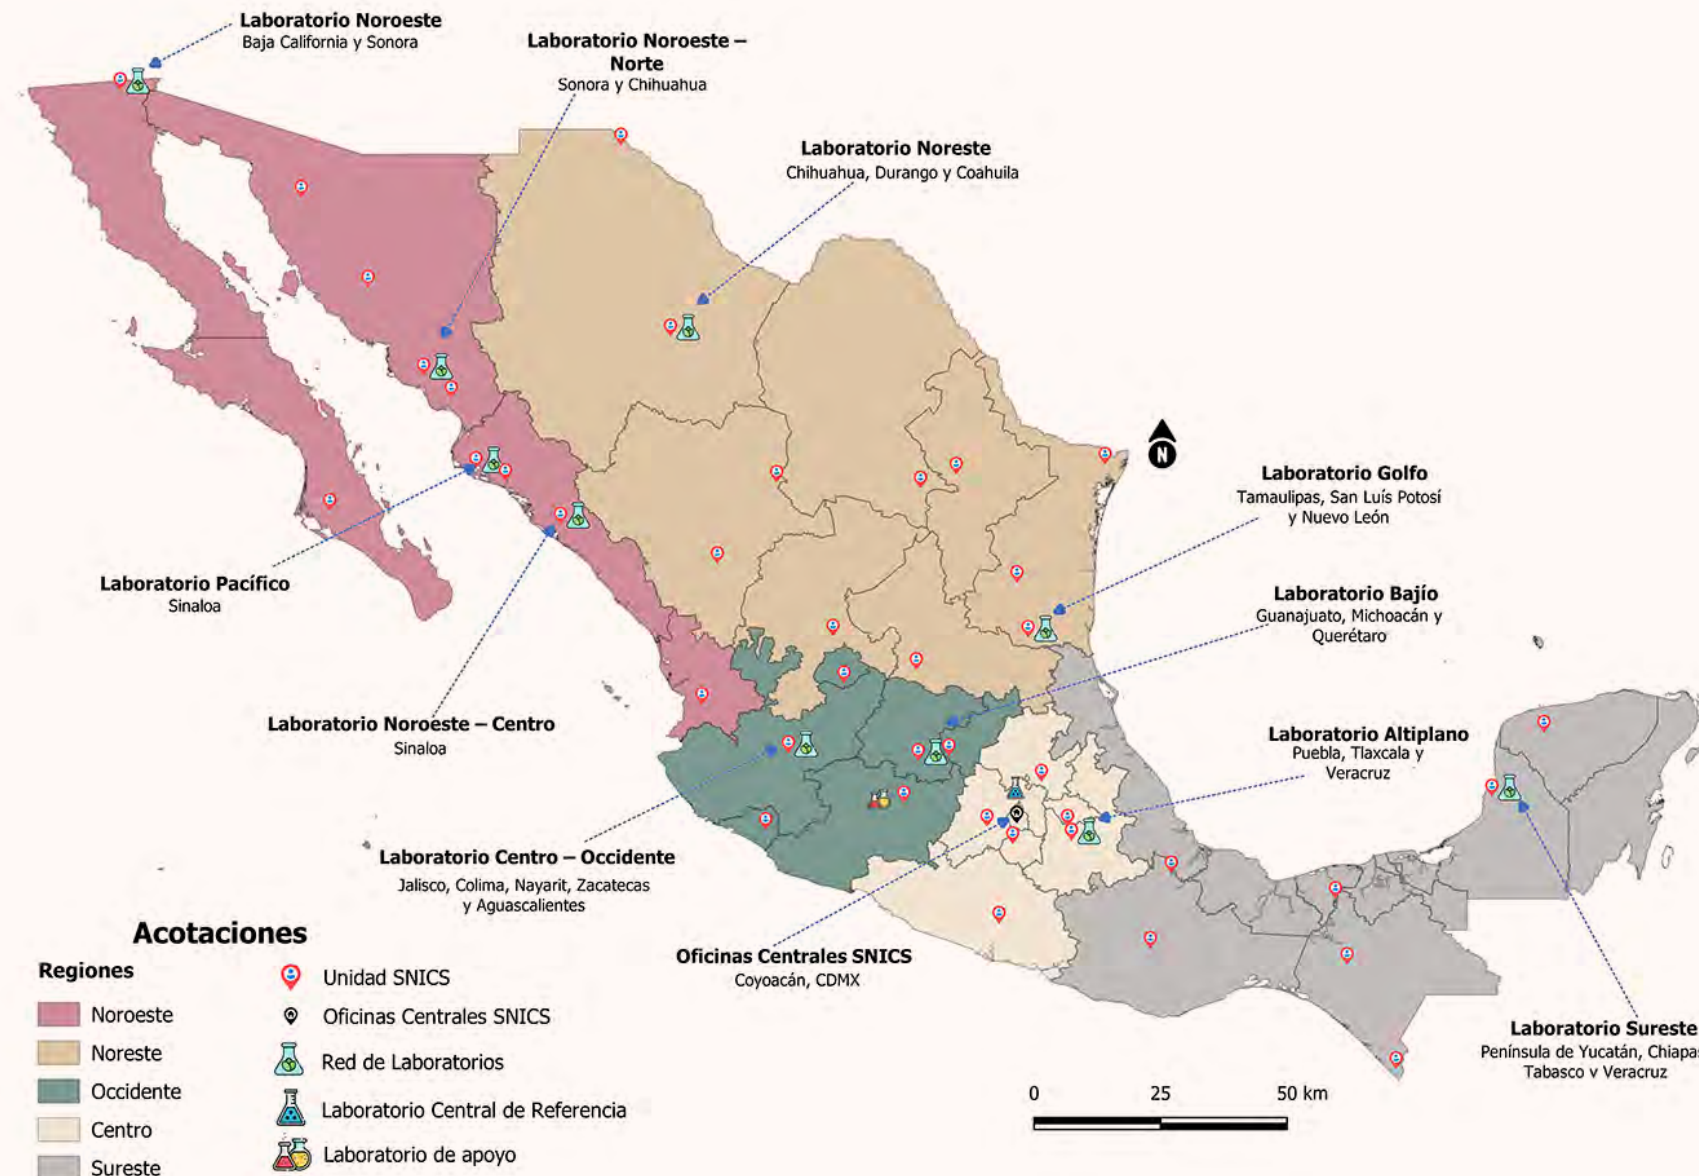 Laboratorio Noroeste
Baja California y Sonora
Laboratorio Noroeste –
Norte
Sonora y Chihuahua
Laboratorio Noreste
Chihuahua, Durango y Coahuila
N
Laboratorio Golfo
Tamaulipas, San Luís Potosí
y Nuevo León
Laboratorio Pacífico
Sinaloa
Laboratorio Bajío
Guanajuato, Michoacán y
Querétaro
Laboratorio Noroeste – Centro
Sinaloa
Laboratorio Altiplano
Puebla, Tlaxcala y
Veracruz
Laboratorio Centro – Occidente
Jalisco, Colima, Nayarit, Zacatecas
y Aguascalientes
Oficinas Centrales SNICS
Coyoacán, CDMX
Laboratorio Sureste
Península de Yucatán, Chiapas
Tabasco y Veracruz
Acotaciones
Regiones
Noroeste
Noreste
Occidente
Centro
Sureste
Unidad SNICS
Oficinas Centrales SNICS
Red de Laboratorios
Laboratorio Central de Referencia
Laboratorio de apoyo
0 25 50 km